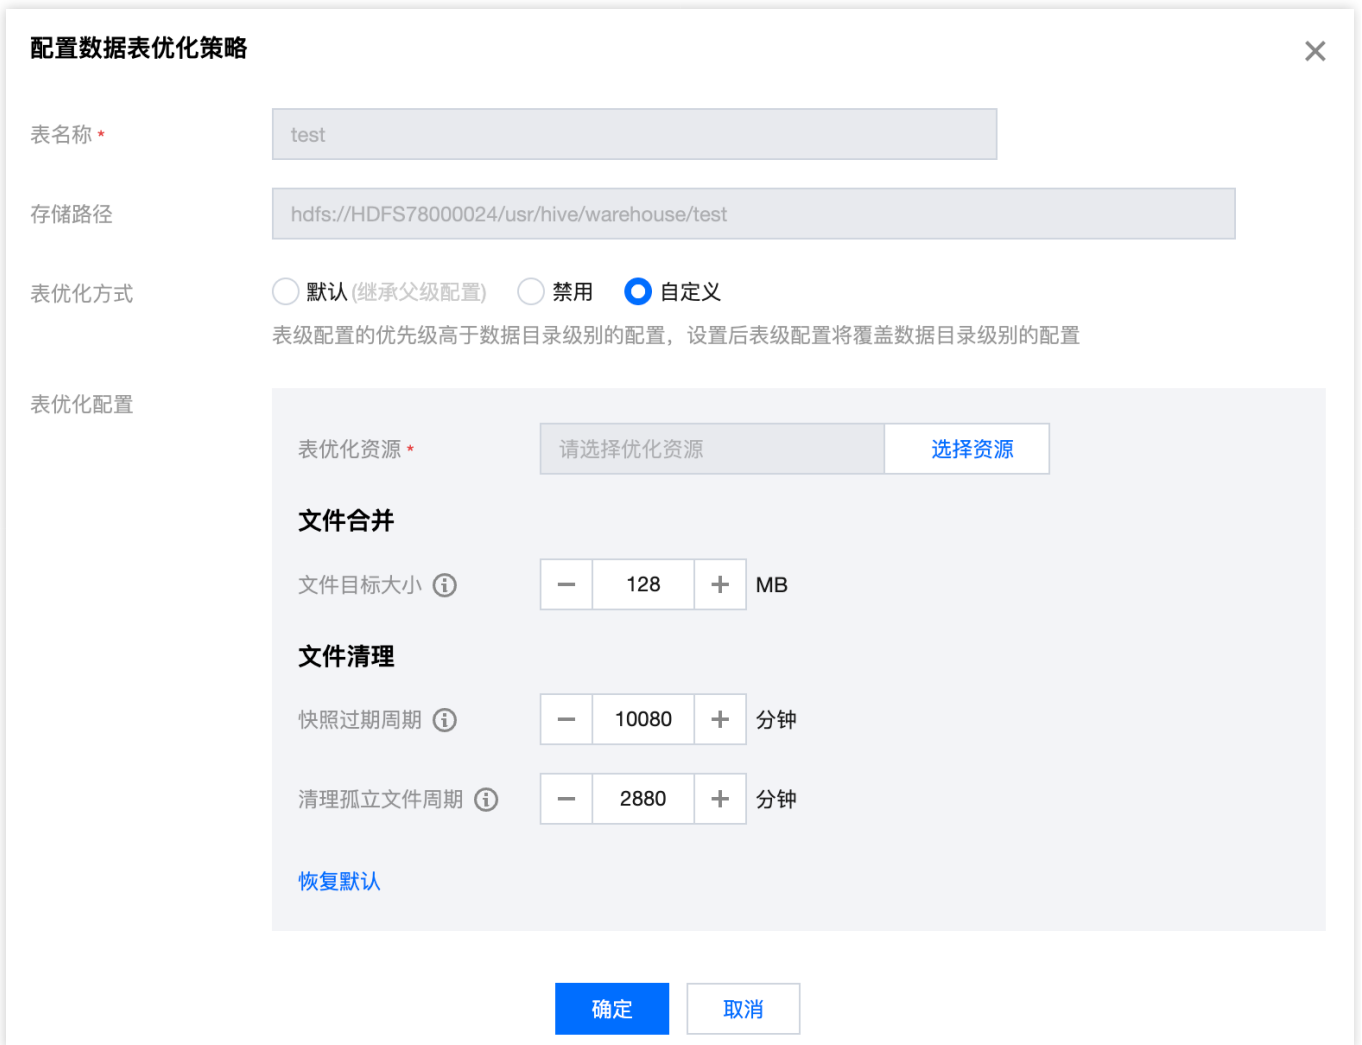 配置数据表优化策略
表名称 *
test
存储路径
hdfs://HDFS78000024/usr/hive/warehouse/test
表优化方式
默认 (继承父级配置) 禁用 自定义
表级配置的优先级高于数据目录级别的配置，设置后表级配置将覆盖数据目录级别的配置
表优化配置
表优化资源 *
请选择优化资源 选择资源
文件合并
文件目标大小 128 MB
文件清理
快照过期周期 10080 分钟
清理孤立文件周期 2880 分钟
恢复默认
确定 取消